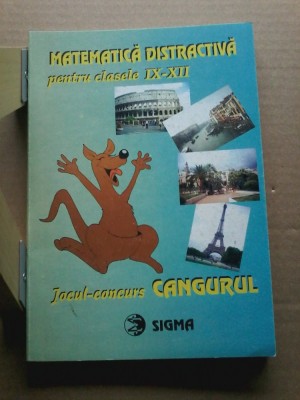 MATEMATICĂ DISTRACTIVĂ
pentru clasele IX-XII
Jocul-concurs CANGURUL
SIGMA